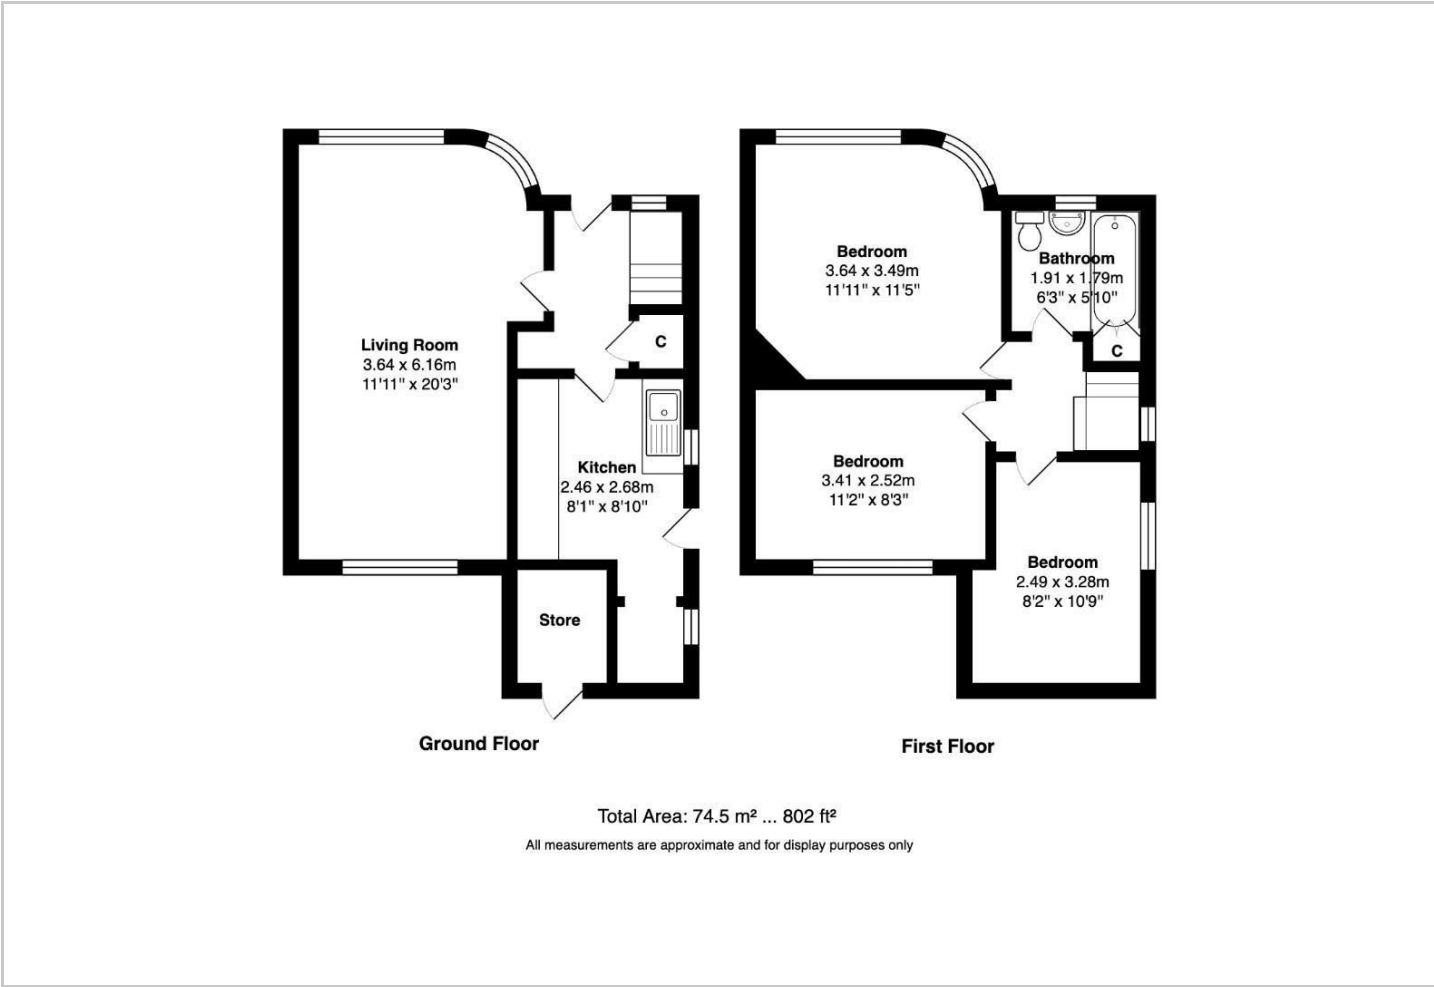 Living Room
3.64 x 6.16m
11'11" x 20'3"
C
Kitchen
2.46 x 2.68m
8'1" x 8'10"
Store
Ground Floor
Bedroom
3.64 x 3.49m
11'11" x 11'5"
Bathroom
1.91 x 1.79m
6'3" x 5'10"
C
Bedroom
3.41 x 2.52m
11'2" x 8'3"
Bedroom
2.49 x 3.28m
8'2" x 10'9"
First Floor
Total Area: 74.5 m² ... 802 ft²
All measurements are approximate and for display purposes only